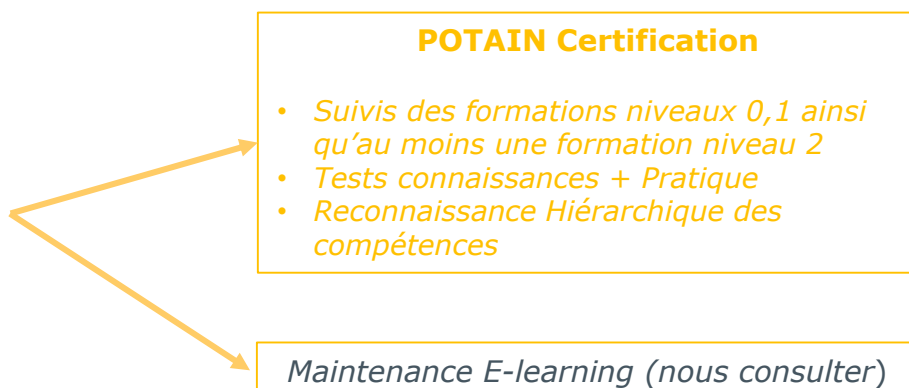 POTAIN Certification
• Suivis des formations niveaux 0,1 ainsi
qu’au moins une formation niveau 2
• Tests connaissances + Pratique
• Reconnaissance Hiérarchique des
compétences
Maintenance E-learning (nous consulter)